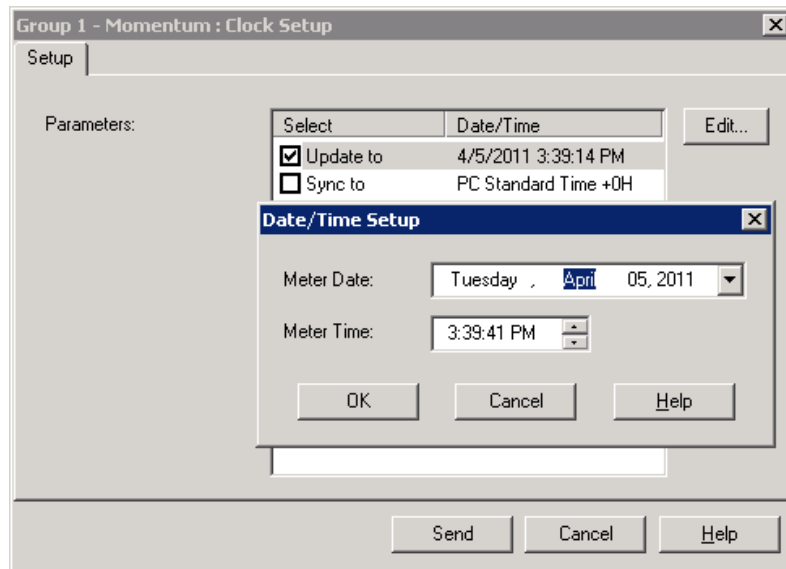 Group 1 - Momentum : Clock Setup
Setup
Parameters:
Select Date/Time
Edit...
Update to 4/5/2011 3:39:14 PM
Sync to PC Standard Time +0H
Date/Time Setup
Meter Date: Tuesday , April 05, 2011
Meter Time: 3:39:41 PM
OK Cancel Help
Send Cancel Help